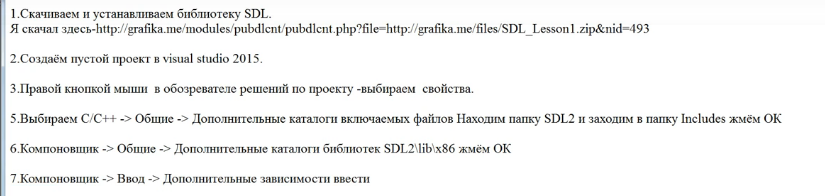 1.Скачиваем и устанавливаем библиотеку SDL.
Я скачал здесь-http://grafika.me/modules/pubdlcnt/pubdlcnt.php?file=http://grafika.me/files/SDL_Lesson1.zip&nid=493
2.Создаём пустой проект в visual studio 2015.
3.Правой кнопкой мыши в обозревателе решений по проекту -выбираем свойства.
5.Выбираем C/C++ -> Общие -> Дополнительные каталоги включаемых файлов Находим папку SDL2 и заходим в папку Includes жмём ОК
6.Компоновщик -> Общие -> Дополнительные каталоги библиотек SDL2\lib\x86 жмём ОК
7.Компоновщик -> Ввод -> Дополнительные зависимости ввести